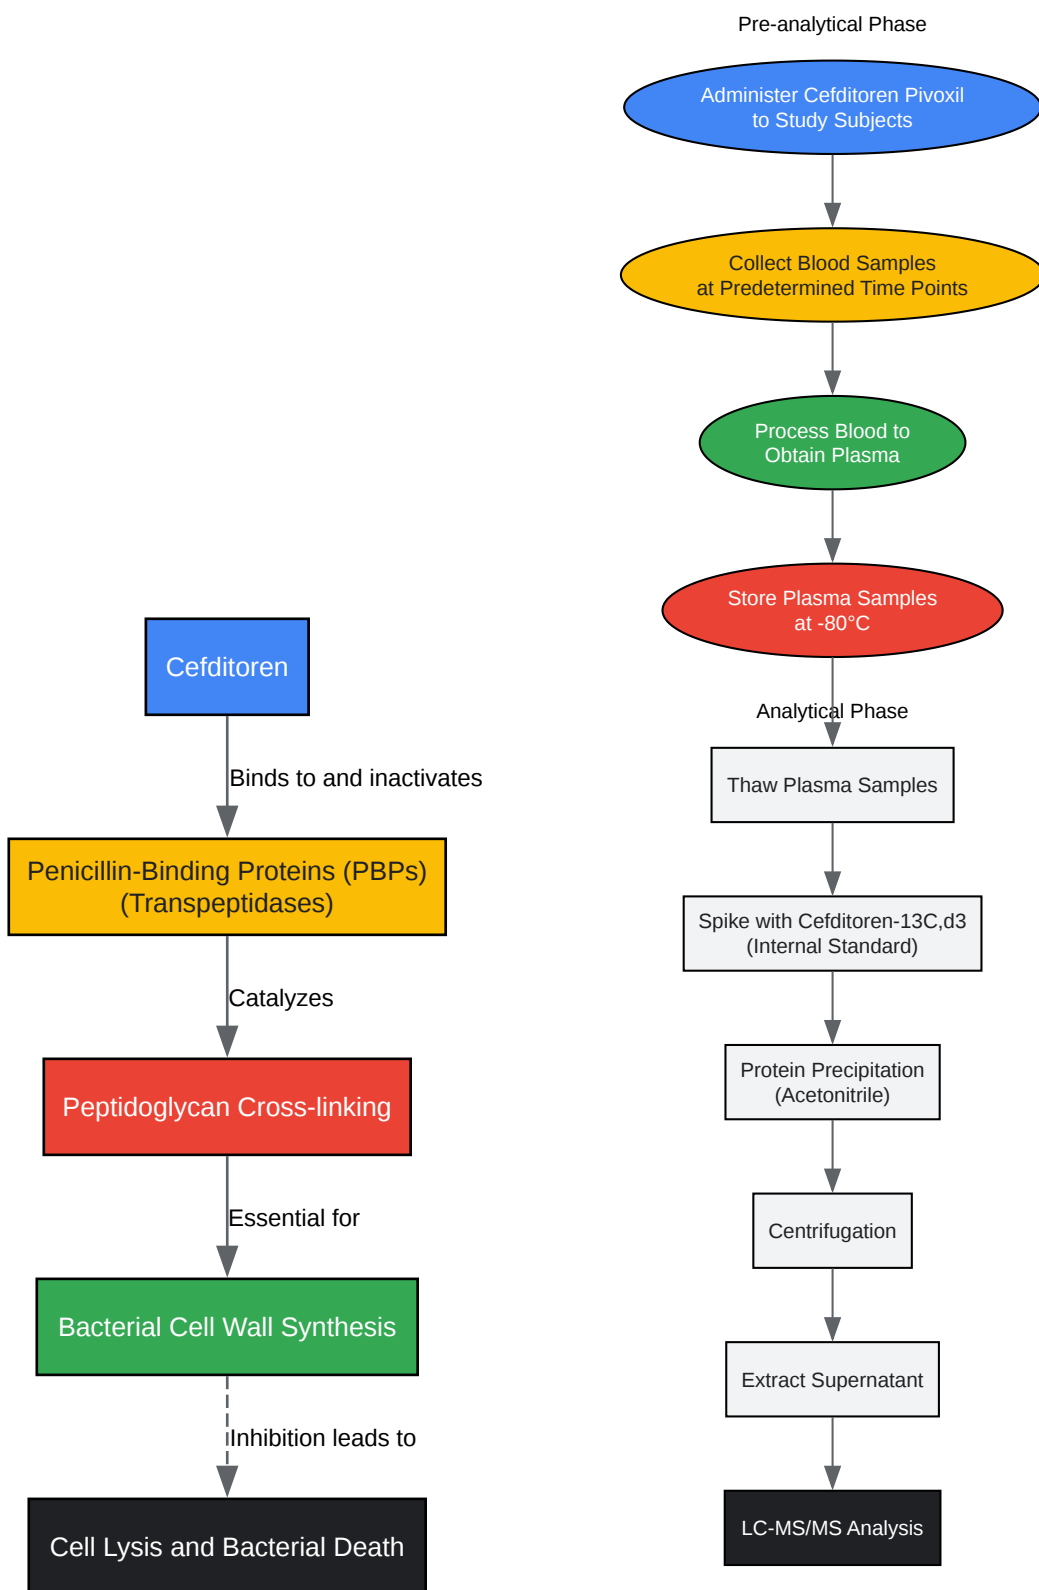 Pre-analytical Phase
Administer Cefditoren Pivoxil
to Study Subjects
Collect Blood Samples
at Predetermined Time Points
Process Blood to
Obtain Plasma
Store Plasma Samples
at -80°C
Analytical Phase
Thaw Plasma Samples
Spike with Cefditoren-13C,d3
(Internal Standard)
Protein Precipitation
(Acetonitrile)
Centrifugation
Extract Supernatant
LC-MS/MS Analysis
Cefditoren
Binds to and inactivates
Penicillin-Binding Proteins (PBPs)
(Transpeptidases)
Catalyzes
Peptidoglycan Cross-linking
Essential for
Bacterial Cell Wall Synthesis
Inhibition leads to
Cell Lysis and Bacterial Death